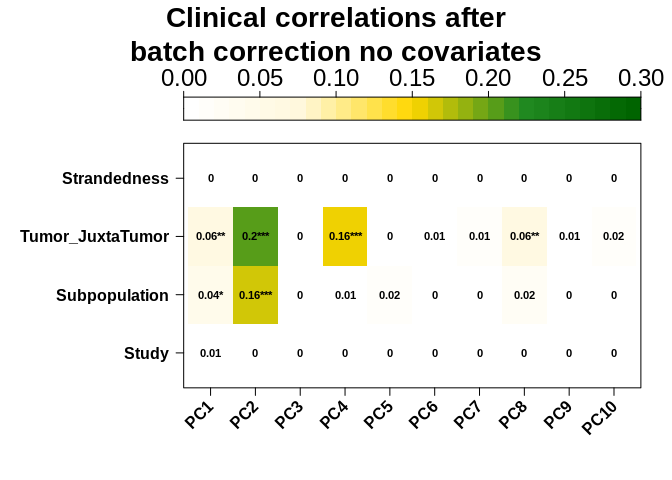 Clinical correlations after
batch correction no covariates
0.00 0.05 0.10 0.15 0.20 0.25 0.30
Strandedness 0 0 0 0 0 0 0 0 0 0
Tumor_JuxtaTumor 0.06** 0.2*** 0 0.16*** 0 0.01 0.01 0.06** 0.01 0.02
Subpopulation 0.04* 0.16*** 0 0.01 0.02 0 0 0.02 0 0
Study 0.01 0 0 0 0 0 0 0 0 0
PC1 PC2 PC3 PC4 PC5 PC6 PC7 PC8 PC9 PC10